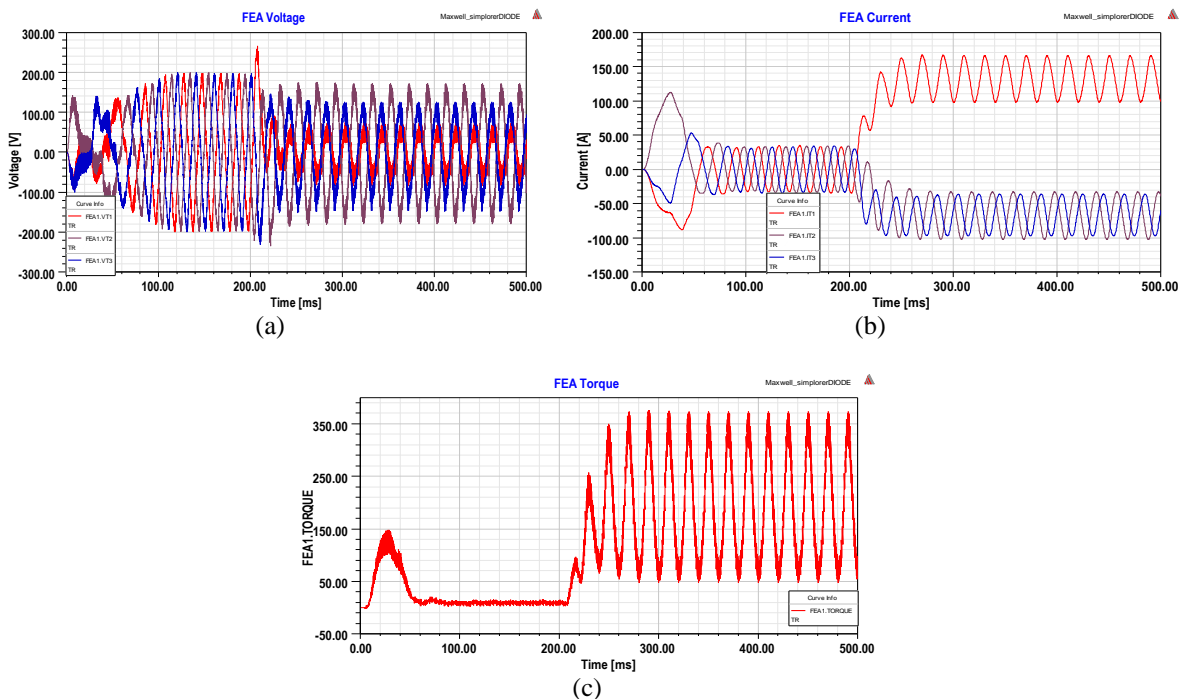 FEA Voltage
Maxwell_simplorerDIODE
300.00
200.00
100.00
0.00
-100.00
-200.00
-300.00
Voltage [V]
Curve Info
FEA1.VT1
TR
FEA1.VT2
TR
FEA1.VT3
TR
0.00 100.00 200.00 300.00 400.00 500.00
Time [ms]
(a)
FEA Current
Maxwell_simplorerDIODE
200.00
150.00
100.00
50.00
0.00
-50.00
-100.00
-150.00
Current [A]
Curve Info
FEA1.IT1
TR
FEA1.IT2
TR
FEA1.IT3
TR
0.00 100.00 200.00 300.00 400.00 500.00
Time [ms]
(b)
FEA Torque
Maxwell_simplorerDIODE
350.00
250.00
150.00
50.00
-50.00
FEA1.TORQUE
Curve Info
FEA1.TORQUE
TR
0.00 100.00 200.00 300.00 400.00 500.00
Time [ms]
(c)